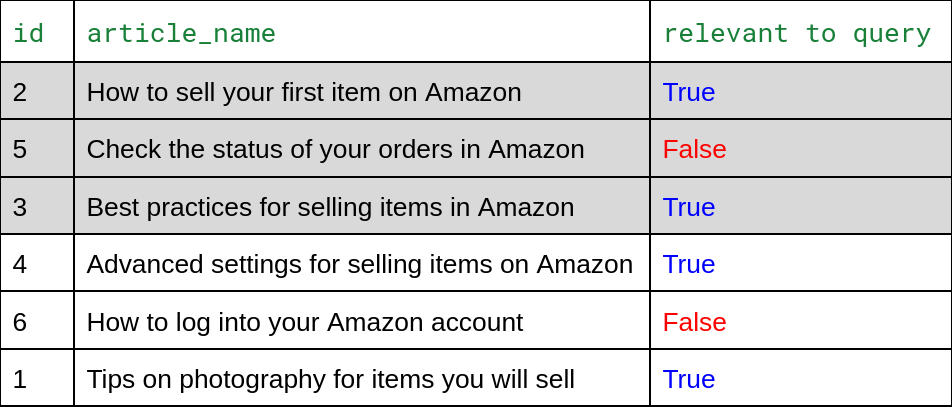 id article_name relevant to query
2 How to sell your first item on Amazon True
5 Check the status of your orders in Amazon False
3 Best practices for selling items in Amazon True
4 Advanced settings for selling items on Amazon True
6 How to log into your Amazon account False
1 Tips on photography for items you will sell True